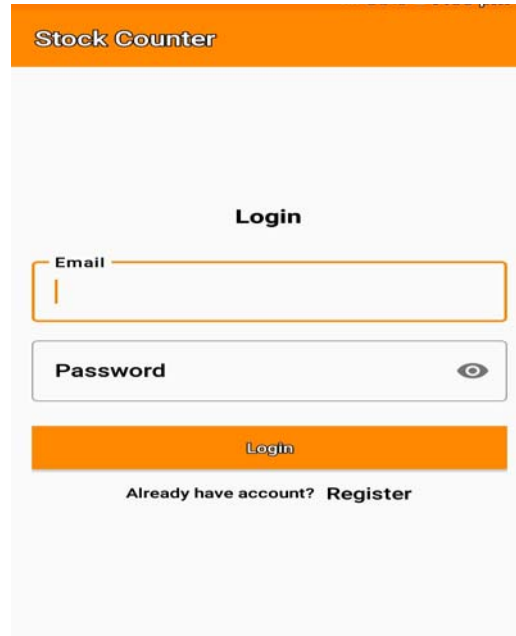 Stock Counter
Login
Email
Password
Login
Already have account? Register